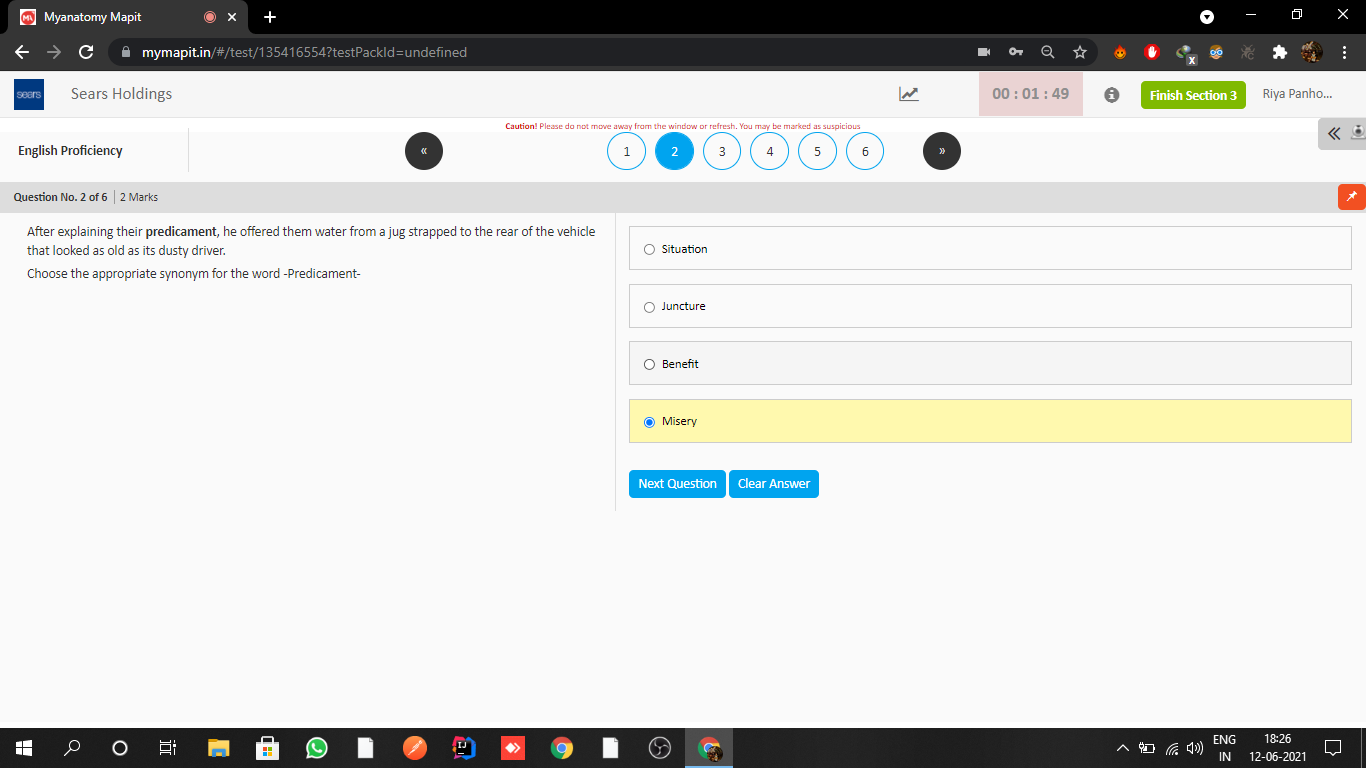 Myanatomy Mapit
mymapit.in/#/test/135416554?testPackId=undefined
sears
Sears Holdings
00 : 01 : 49
Finish Section 3
Riya Panho...
Caution! Please do not move away from the window or refresh, You may be marked as suspicious
English Proficiency
«
1
2
3
4
5
6
»
Question No. 2 of 6
2 Marks
After explaining their predicament, he offered them water from a jug strapped to the rear of the vehicle
that looked as old as its dusty driver.
Choose the appropriate synonym for the word -Predicament-
Situation
Juncture
Benefit
Misery
Next Question
Clear Answer
ENG
IN
18:26
12-06-2021